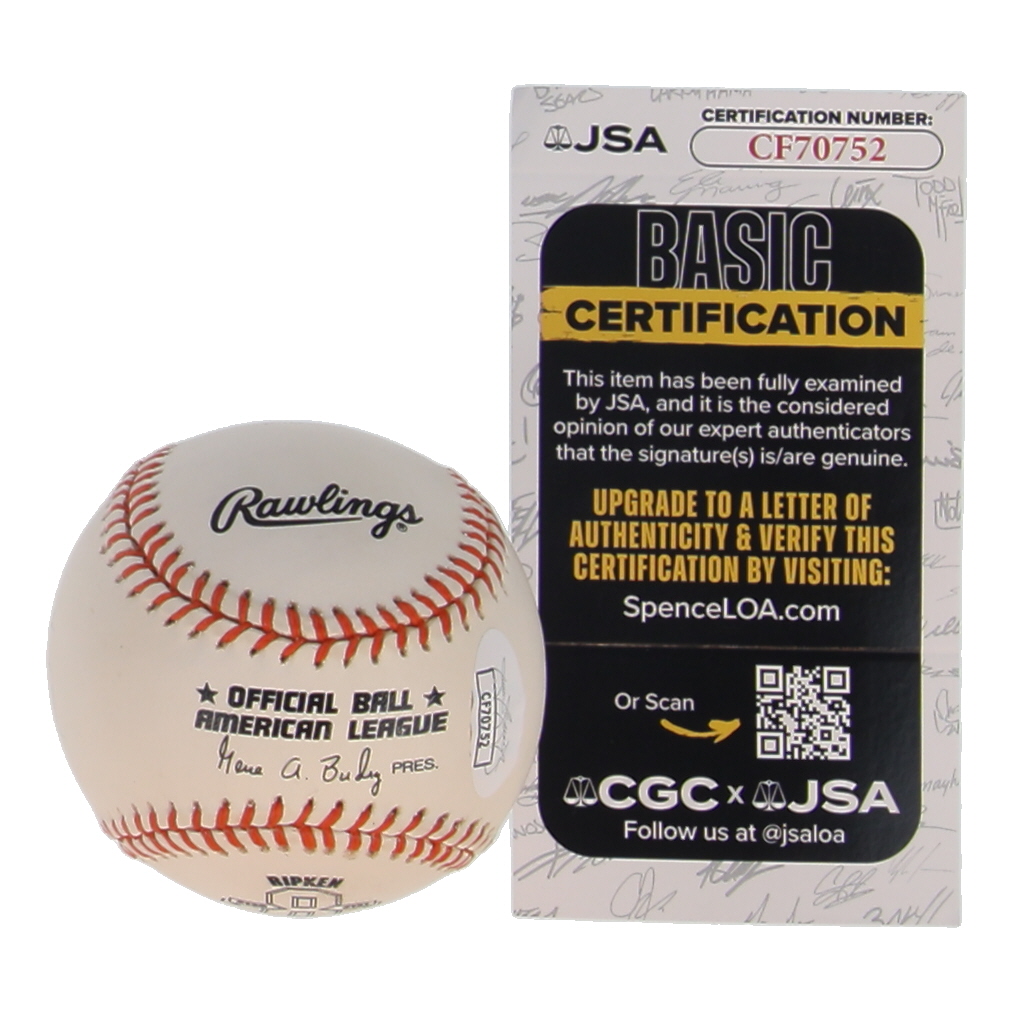 JSA
CERTIFICATION NUMBER:
CF70752
BASIC
CERTIFICATION
This item has been fully examined
by JSA, and it is the considered
opinion of our expert authenticators
that the signature(s) is/are genuine.
UPGRADE TO A LETTER OF
AUTHENTICITY & VERIFY THIS
CERTIFICATION BY VISITING:
SpenceLOA.com
Or Scan
CGC x JSA
Follow us at @jsaloa
Rawlings®
★ OFFICIAL BALL ★
AMERICAN LEAGUE
Gene A. Budig PRES.
CF70752
RIPKEN
8